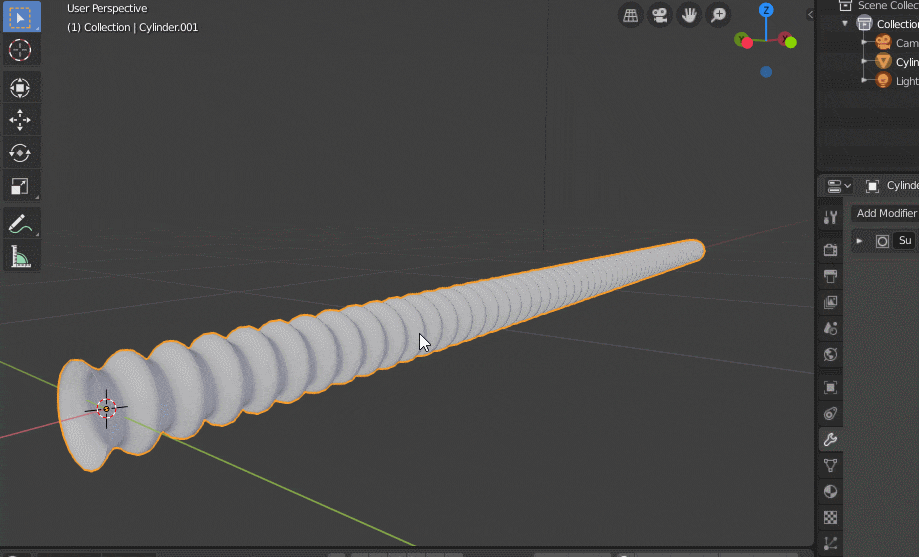 User Perspective
(1) Collection | Cylinder.001
Scene Collec
Collection
Cam
Cylin
Light
Cylinde
Add Modifier
Su
Z
Y